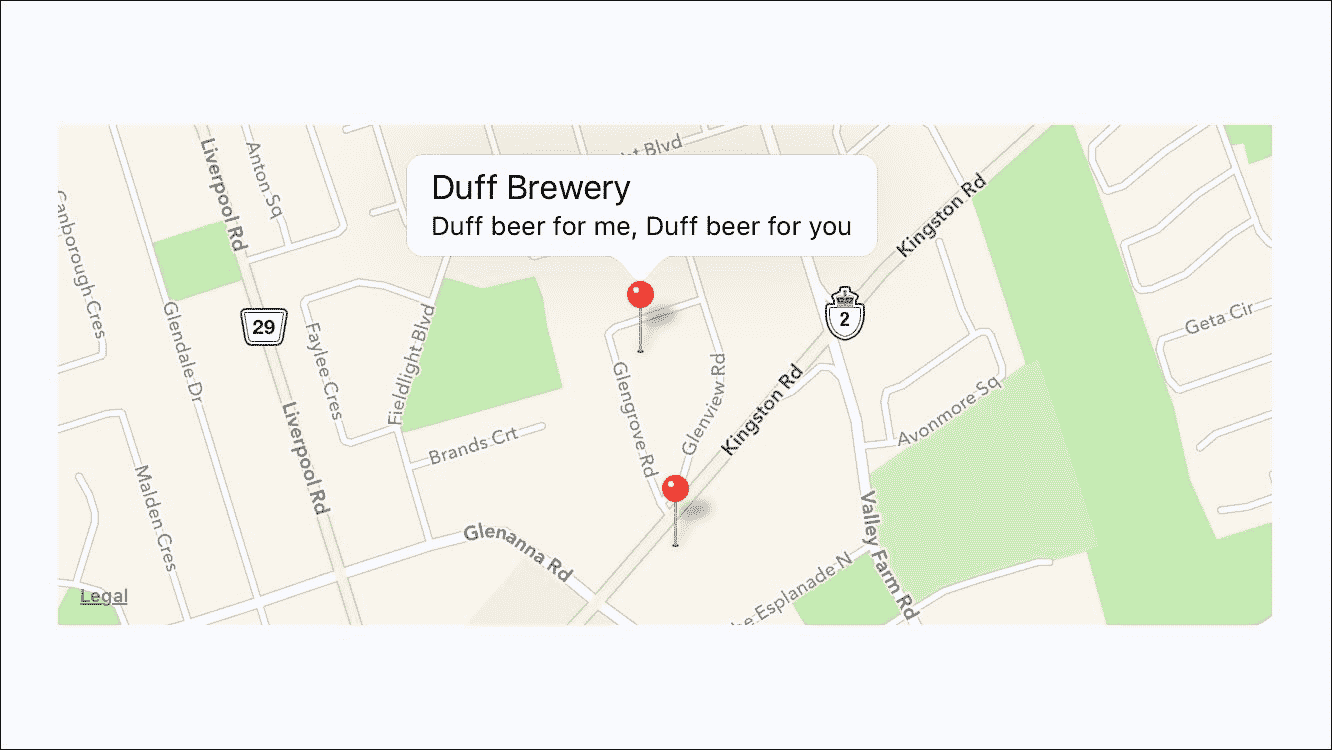 Duff Brewery
Duff beer for me, Duff beer for you
Blvd
Liverpool Rd
Anton Sq
Canborough Cres
Kingston Rd
29
2
Glendale Dr
Faylee Cres
Fieldlight Blvd
Geta Cir
Glengrove Rd
Glenview Rd
Kingston Rd
Avonmore Sq
Liverpool Rd
Brands Crt
Malden Cres
Glenanna Rd
Valley Farm Rd
Esplanade N
Legal